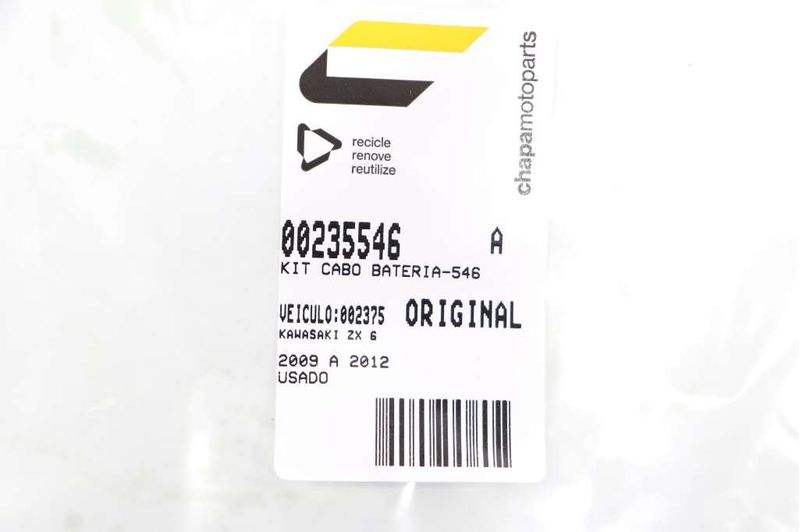 recicle
renove
reutilize
chapamotoparts
00235546 A
KIT CABO BATERIA-546
VEICULO:002375 ORIGINAL
KAWASAKI ZX 6
2009 A 2012
USADO